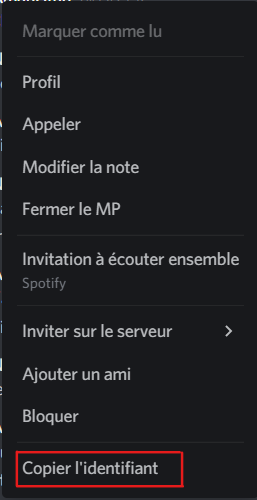 Marquer comme lu
Profil
Appeler
Modifier la note
Fermer le MP
Invitation à écouter ensemble
Spotify
Inviter sur le serveur
Ajouter un ami
Bloquer
Copier l'identifiant